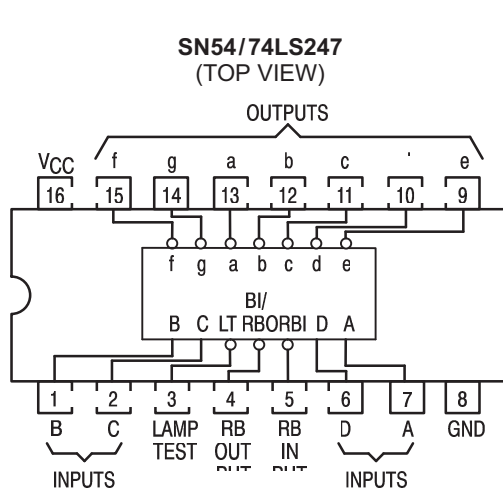 SN54/74LS247
(TOP VIEW)
OUTPUTS
VCC f g a b c e
16 15 14 13 12 11 10 9
f g a b c d e
BI/
B C LT RBO RBI D A
1 2 3 4 5 6 7 8
B C LAMP RB RB D A GND
TEST OUT IN
INPUTS INPUTS